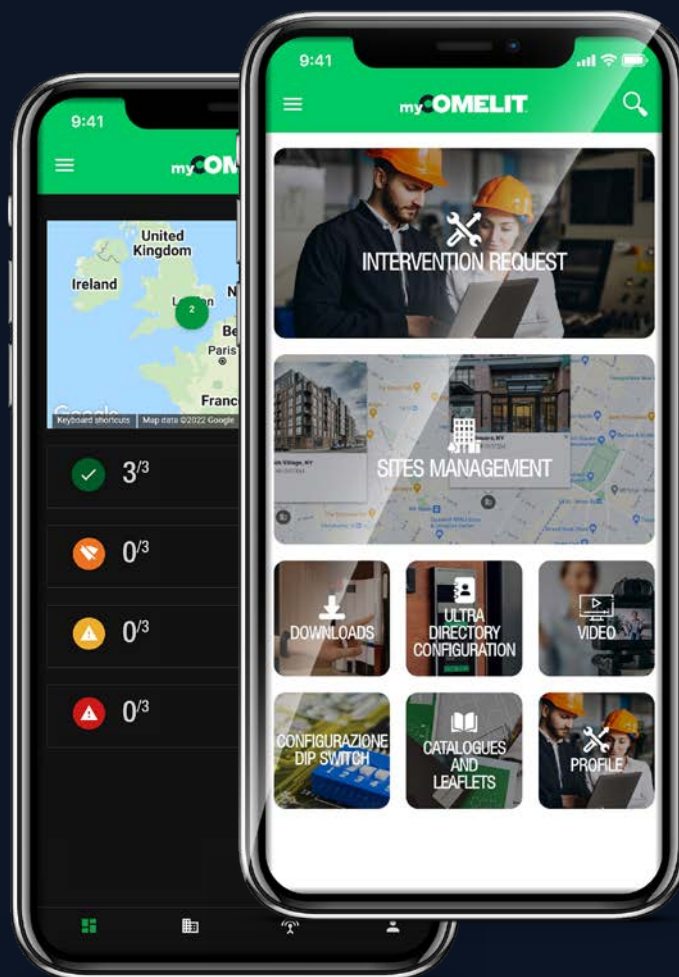 9:41
myCOMELIT
INTERVENTION REQUEST
SITES MANAGEMENT
DOWNLOADS
ULTRA
DIRECTORY
CONFIGURATION
VIDEO
CONFIGURAZIONE
DIP SWITCH
CATALOGUES
AND
LEAFLETS
PROFILE
9:41
United
Kingdom
Ireland
2
Paris
Google
Keyboard shortcuts
Map data ©2022 Google
3/3
0/3
0/3
0/3